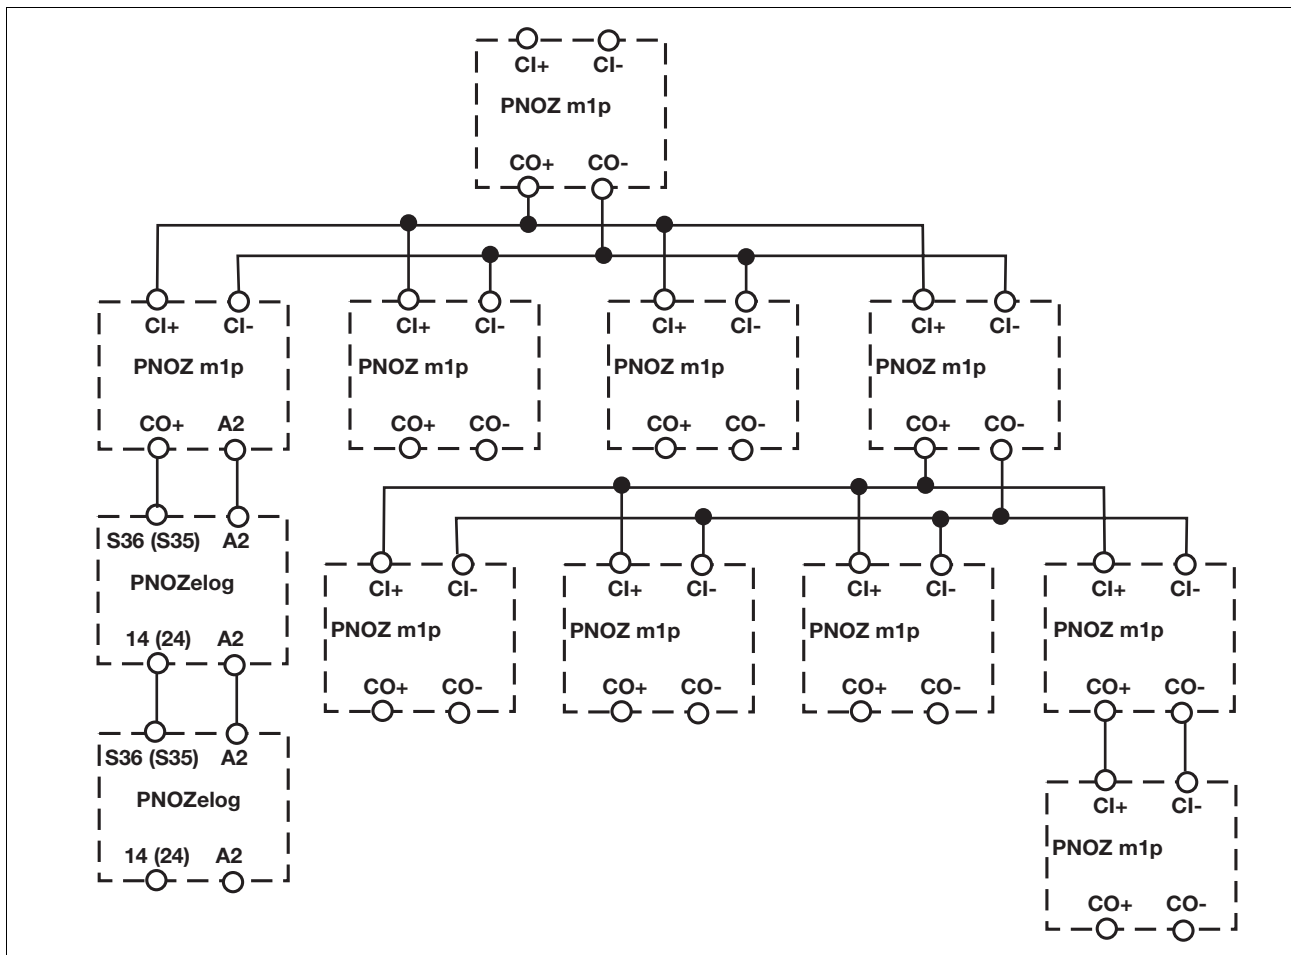 CI+ CI-
PNOZ m1p
CO+ CO-
CI+ CI- CI+ CI- CI+ CI- CI+ CI-
PNOZ m1p PNOZ m1p PNOZ m1p PNOZ m1p
CO+ A2 CO+ CO- CO+ CO- CO+ CO-
S36 (S35) A2
PNOZelog
14 (24) A2
CI+ CI- CI+ CI- CI+ CI- CI+ CI-
PNOZ m1p PNOZ m1p PNOZ m1p PNOZ m1p
CO+ CO- CO+ CO- CO+ CO- CO+ CO-
S36 (S35) A2
PNOZelog
14 (24) A2
CI+ CI-
PNOZ m1p
CO+ CO-